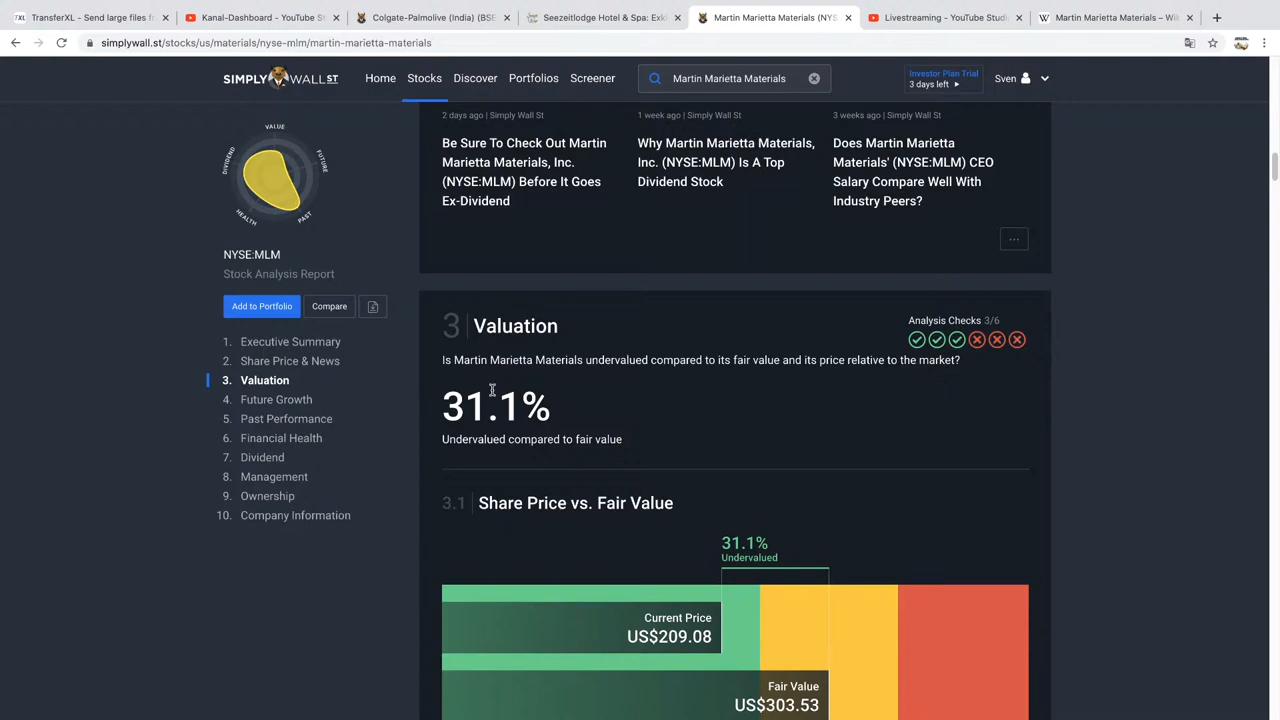 TransferXL - Send large files f
Kanal-Dashboard - YouTube St
Colgate-Palmolive (India) (BSE
Seezeitlodge Hotel & Spa: Exkl
Martin Marietta Materials (NYS
Livestreaming - YouTube Studi
Martin Marietta Materials – Wik
simplywall.st/stocks/us/materials/nyse-mlm/martin-marietta-materials
SIMPLY WALL ST
Home
Stocks
Discover
Portfolios
Screener
Martin Marietta Materials
Investor Plan Trial
3 days left
Sven
VALUE
FUTURE
PAST
HEALTH
DIVIDEND
NYSE:MLM
Stock Analysis Report
Add to Portfolio
Compare
1. Executive Summary
2. Share Price & News
3. Valuation
4. Future Growth
5. Past Performance
6. Financial Health
7. Dividend
8. Management
9. Ownership
10. Company Information
2 days ago | Simply Wall St
Be Sure To Check Out Martin
Marietta Materials, Inc.
(NYSE:MLM) Before It Goes
Ex-Dividend
1 week ago | Simply Wall St
Why Martin Marietta Materials,
Inc. (NYSE:MLM) Is A Top
Dividend Stock
3 weeks ago | Simply Wall St
Does Martin Marietta
Materials' (NYSE:MLM) CEO
Salary Compare Well With
Industry Peers?
3 Valuation
Analysis Checks 3/6
Is Martin Marietta Materials undervalued compared to its fair value and its price relative to the market?
31.1%
Undervalued compared to fair value
3.1 Share Price vs. Fair Value
31.1%
Undervalued
Current Price
US$209.08
Fair Value
US$303.53